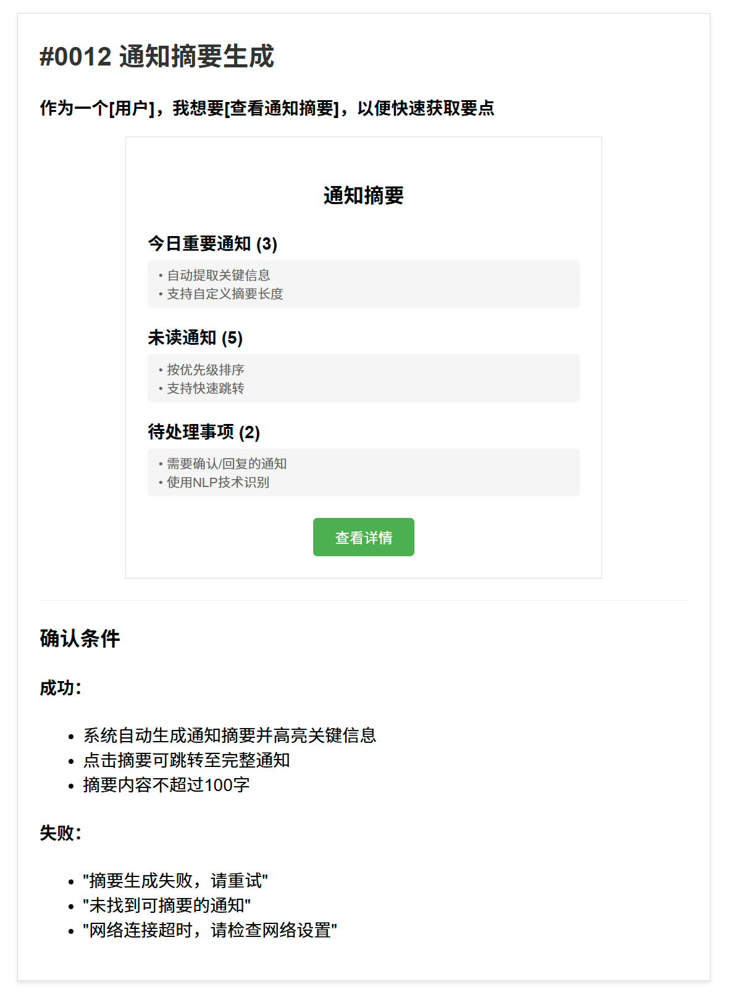 #0012 通知摘要生成
作为一个[用户]，我想要[查看通知摘要]，以便快速获取要点
通知摘要
今日重要通知 (3)
• 自动提取关键信息
• 支持自定义摘要长度
未读通知 (5)
• 按优先级排序
• 支持快速跳转
待处理事项 (2)
• 需要确认/回复的通知
• 使用NLP技术识别
查看详情
确认条件
成功：
• 系统自动生成通知摘要并高亮关键信息
• 点击摘要可跳转至完整通知
• 摘要内容不超过100字
失败：
• "摘要生成失败，请重试"
• "未找到可摘要的通知"
• "网络连接超时，请检查网络设置"